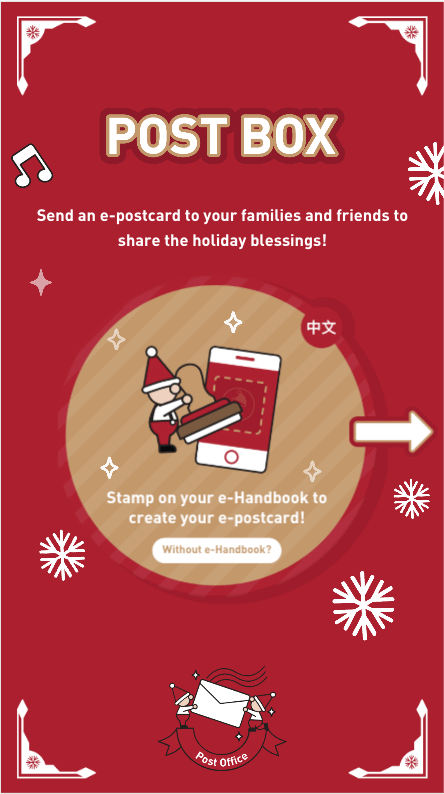 POST BOX
Send an e-postcard to your families and friends to
share the holiday blessings!
中文
Stamp on your e-Handbook to
create your e-postcard!
Without e-Handbook?
Post Office